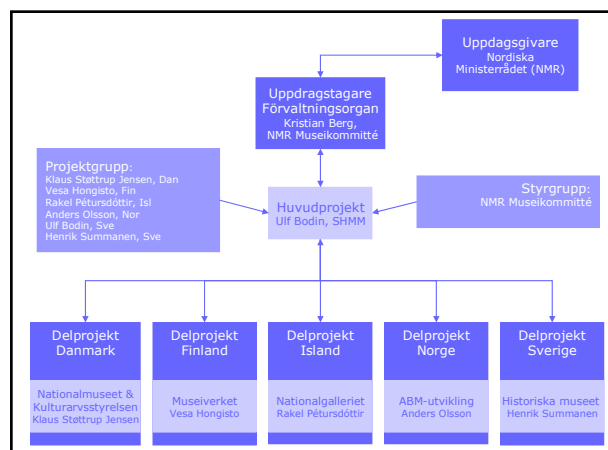 Uppdagsgivare
Nordiska
Ministerrådet (NMR)
Uppdragstagare
Förvaltningsorgan
Kristian Berg,
NMR Museikommitté
Projektgrupp:
Klaus Støttrup Jensen, Dan
Vesa Hongisto, Fin
Rakel Pétursdóttir, Isl
Anders Olsson, Nor
Ulf Bodin, Sve
Henrik Summanen, Sve
Huvudprojekt
Ulf Bodin, SHMM
Styrgrupp:
NMR Museikommitté
Delprojekt
Danmark
Nationalmuseet &
Kulturarvsstyrelsen
Klaus Støttrup Jensen
Delprojekt
Finland
Museiverket
Vesa Hongisto
Delprojekt
Island
Nationalgalleriet
Rakel Pétursdóttir
Delprojekt
Norge
ABM-utvikling
Anders Olsson
Delprojekt
Sverige
Historiska museet
Henrik Summanen